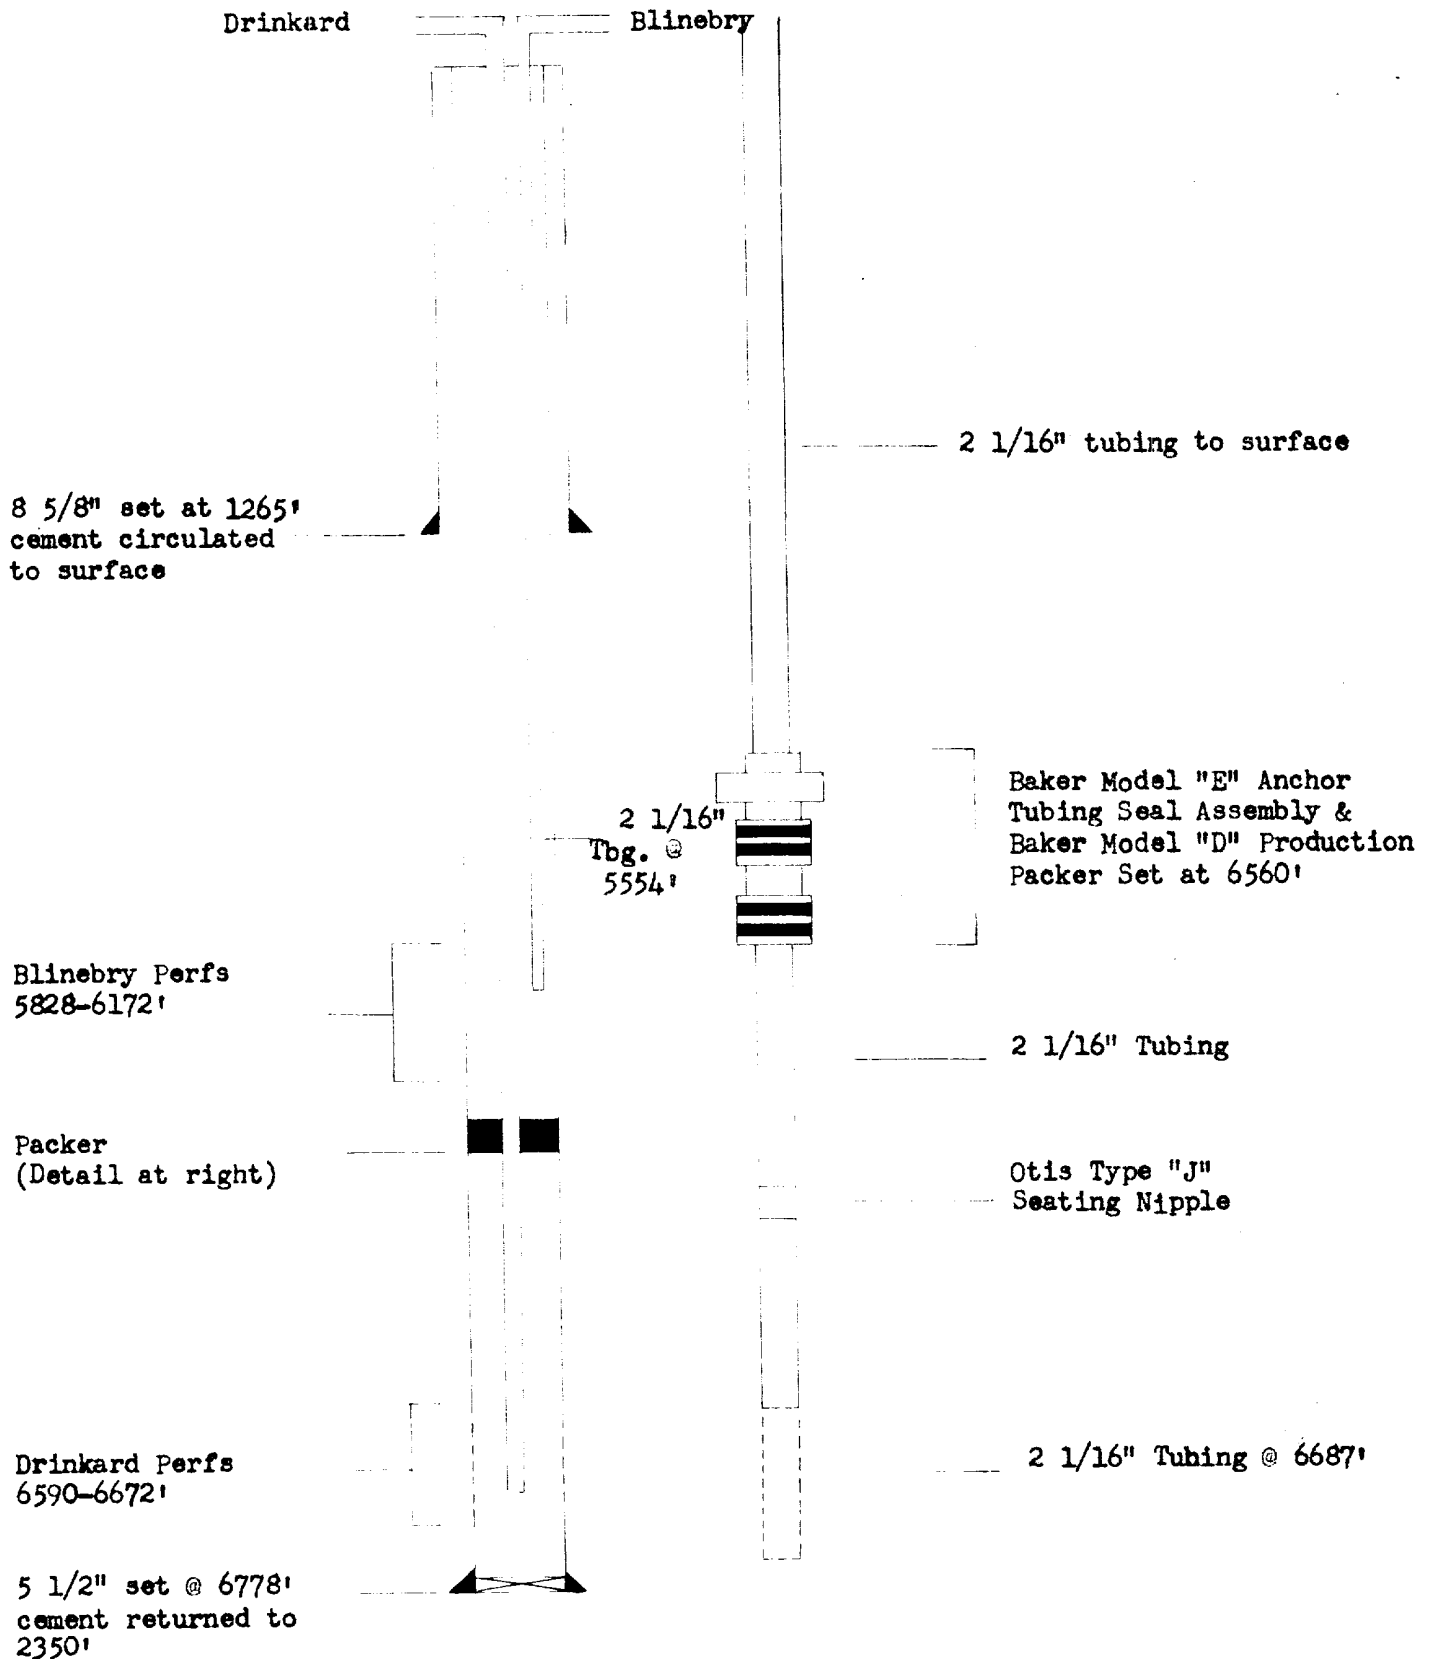 Drinkard
Blinebry
2 1/16" tubing to surface
8 5/8" set at 1265'
cement circulated
to surface
Baker Model "E" Anchor
Tubing Seal Assembly &
Baker Model "D" Production
Packer Set at 6560'
2 1/16"
Tbg. @
5554'
Blinebry Perfs
5828-6172'
2 1/16" Tubing
Packer
(Detail at right)
Otis Type "J"
Seating Nipple
Drinkard Perfs
6590-6672'
2 1/16" Tubing @ 6687'
5 1/2" set @ 6778'
cement returned to
2350'